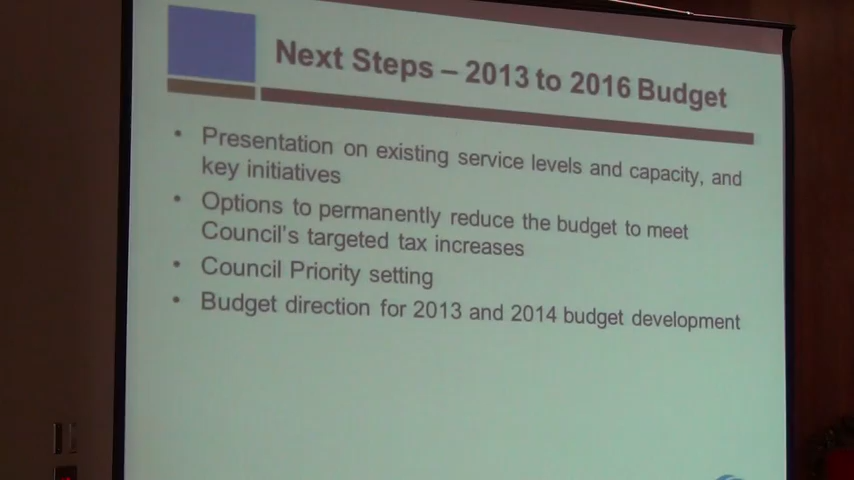 Next Steps – 2013 to 2016 Budget
• Presentation on existing service levels and capacity, and
key initiatives
• Options to permanently reduce the budget to meet
Council's targeted tax increases
• Council Priority setting
• Budget direction for 2013 and 2014 budget development